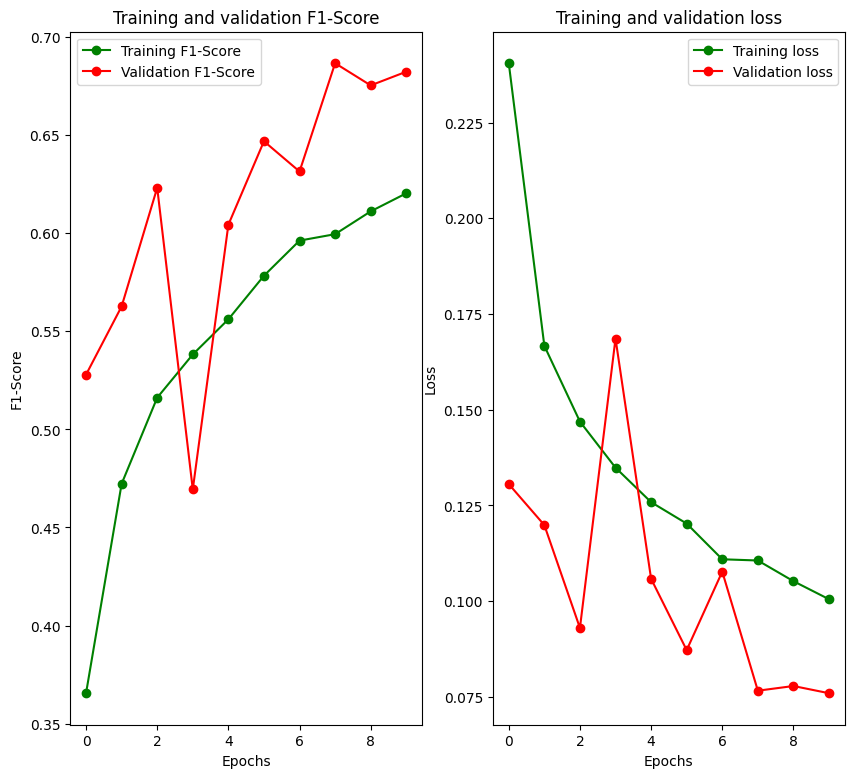 Training and validation F1-Score
Training F1-Score
Validation F1-Score
0.70
0.65
0.60
0.55
0.50
0.45
0.40
0.35
F1-Score
0 2 4 6 8
Epochs
Training and validation loss
Training loss
Validation loss
0.225
0.200
0.175
0.150
0.125
0.100
0.075
Loss
0 2 4 6 8
Epochs